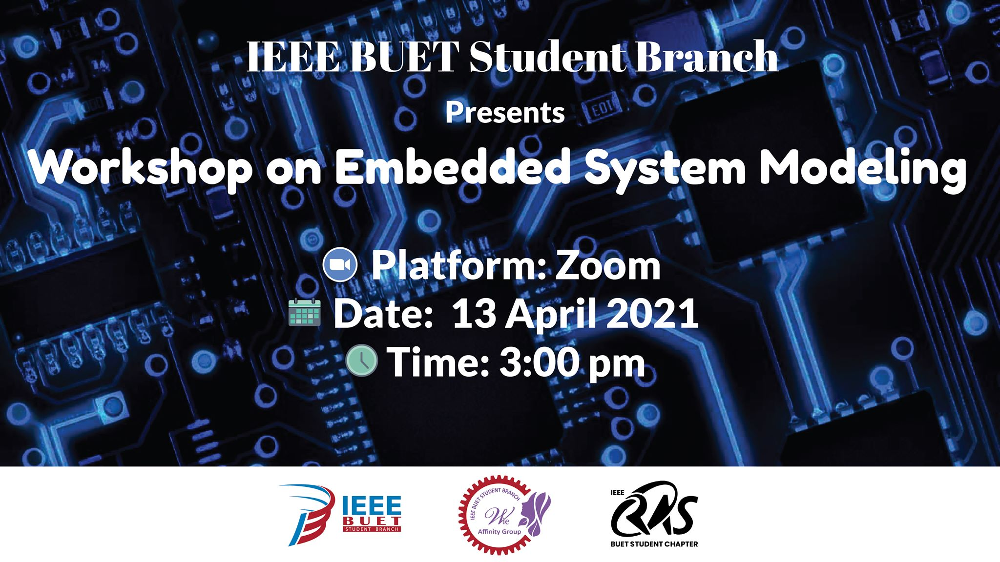 IEEE BUET Student Branch
Presents
Workshop on Embedded System Modeling
Platform: Zoom
Date: 13 April 2021
Time: 3:00 pm
IEEE
BUET
STUDENT BRANCH
IEEE BUET STUDENT BRANCH
Wie
Affinity Group
IEEE
RAS
BUET STUDENT CHAPTER
E01